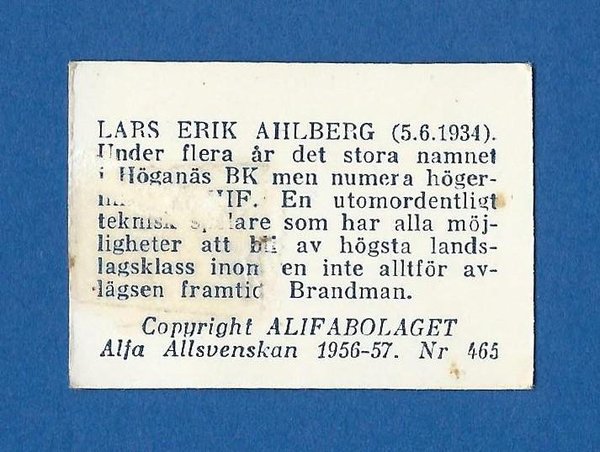 LARS ERIK AHLBERG (5.6.1934).
Under flera år det stora namnet
i Höganäs BK men numera höger-
HIF. En utomordentligt
teknisk spelare som har alla möj-
ligheter att bli av högsta lands-
lagsklass inom en inte alltför av-
lägsen framtid Brandman.
Copyright ALIFABOLAGET
Alfa Allsvenskan 1956-57. Nr 465